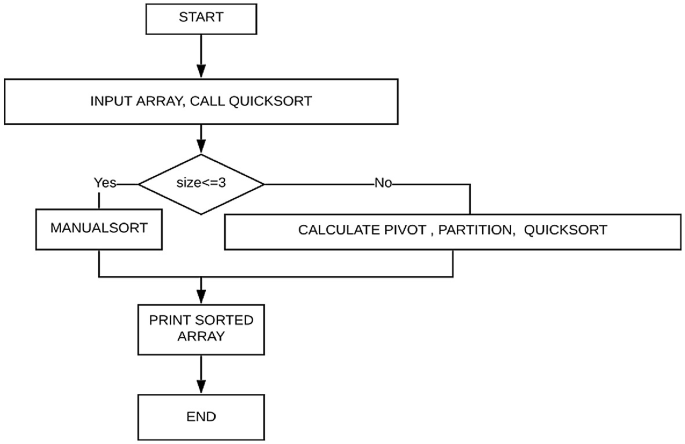 START
INPUT ARRAY, CALL QUICKSORT
Yes
size<=3
No
MANUALSORT
CALCULATE PIVOT , PARTITION, QUICKSORT
PRINT SORTED
ARRAY
END